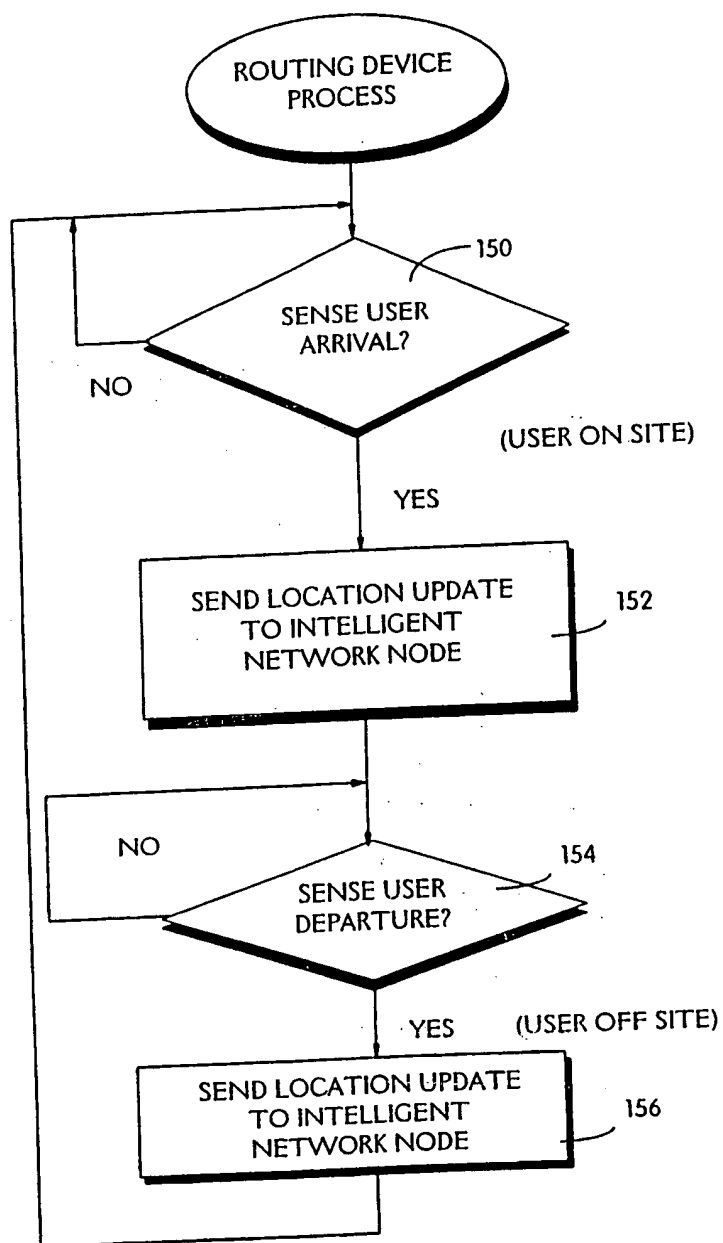 ROUTING DEVICE
PROCESS
150
SENSE USER
ARRIVAL?
NO
(USER ON SITE)
YES
SEND LOCATION UPDATE
TO INTELLIGENT
NETWORK NODE
152
NO
154
SENSE USER
DEPARTURE?
YES
(USER OFF SITE)
SEND LOCATION UPDATE
TO INTELLIGENT
NETWORK NODE
156